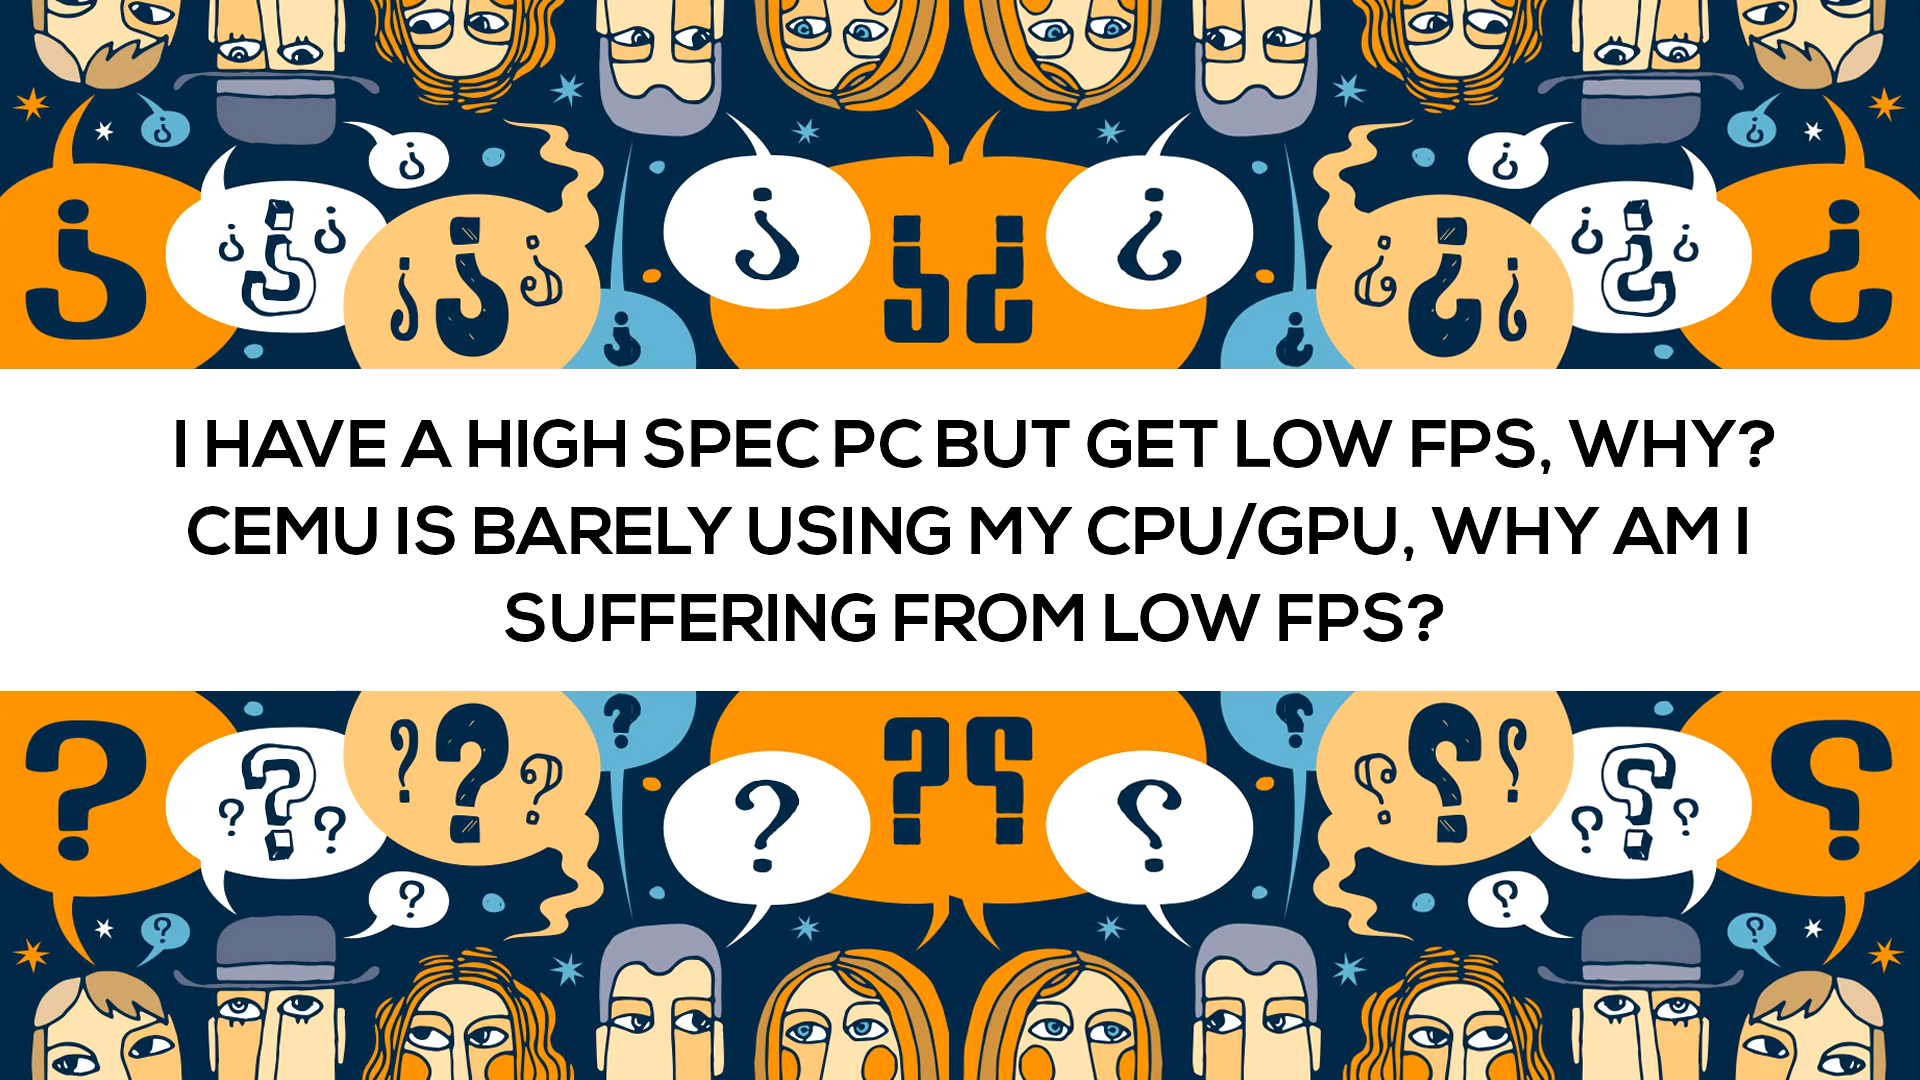 I HAVE A HIGH SPEC PC BUT GET LOW FPS, WHY?
CEMU IS BARELY USING MY CPU/GPU, WHY AM I
SUFFERING FROM LOW FPS?